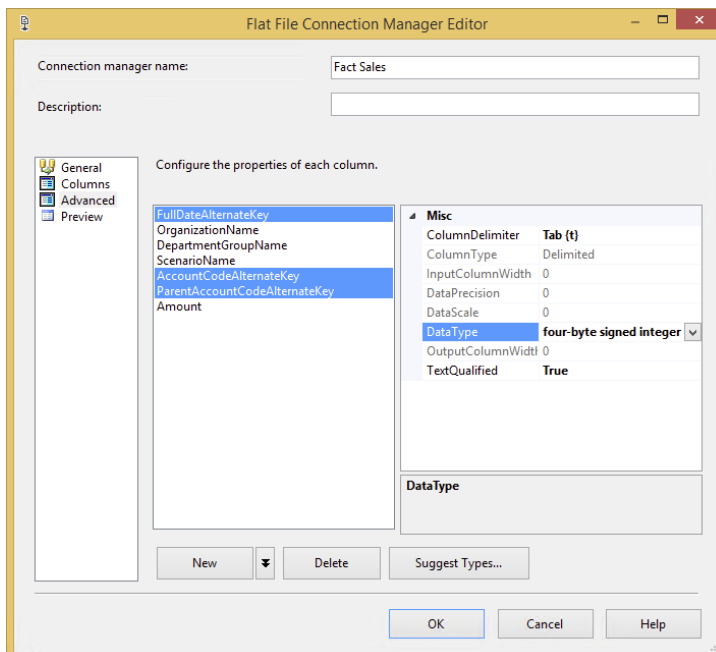 Flat File Connection Manager Editor
Connection manager name:
Fact Sales
Description:
General
Columns
Advanced
Preview
Configure the properties of each column.
FullDateAlternateKey
OrganizationName
DepartmentGroupName
ScenarioName
AccountCodeAlternateKey
ParentAccountCodeAlternateKey
Amount
Misc
ColumnDelimiter Tab {t}
ColumnType Delimited
InputColumnWidth 0
DataPrecision 0
DataScale 0
DataType four-byte signed integer
OutputColumnWidth 0
TextQualified True
DataType
New
Delete
Suggest Types...
OK
Cancel
Help